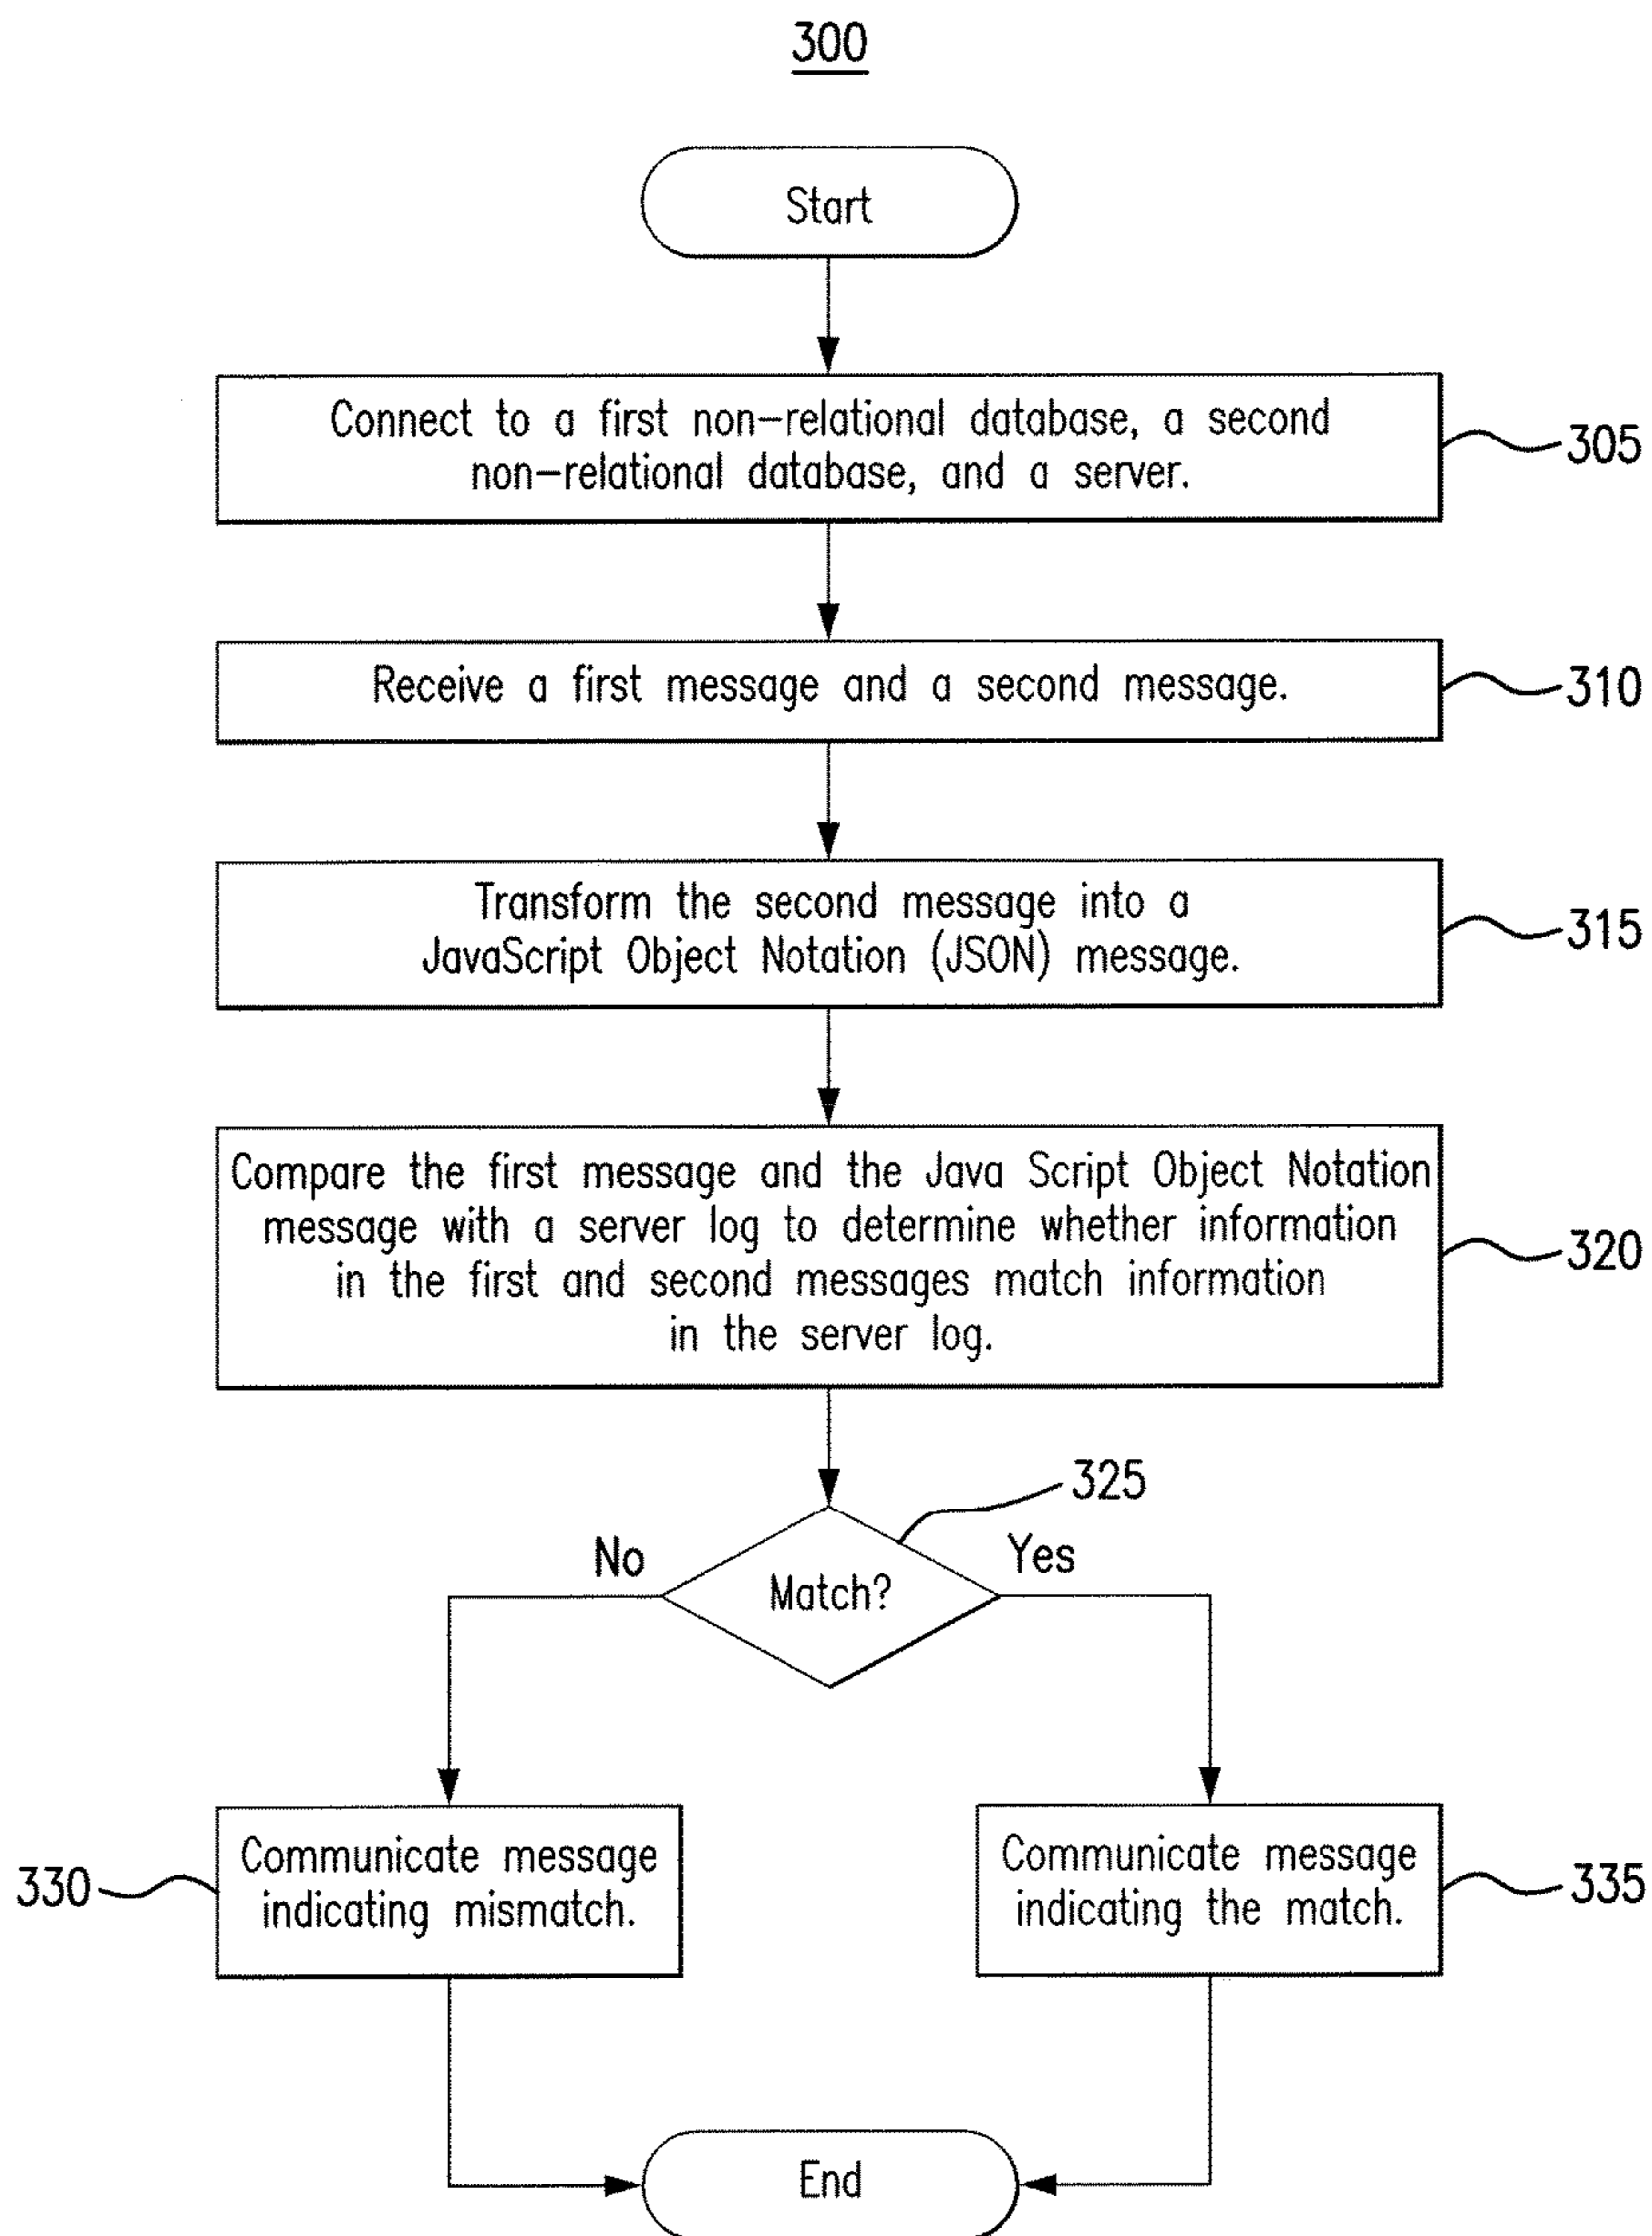 300
Start
Connect to a first non-relational database, a second
non-relational database, and a server.
305
Receive a first message and a second message.
310
Transform the second message into a
JavaScript Object Notation (JSON) message.
315
Compare the first message and the Java Script Object Notation
message with a server log to determine whether information
in the first and second messages match information
in the server log.
320
325
No
Yes
Match?
330
Communicate message
indicating mismatch.
Communicate message
indicating the match.
335
End